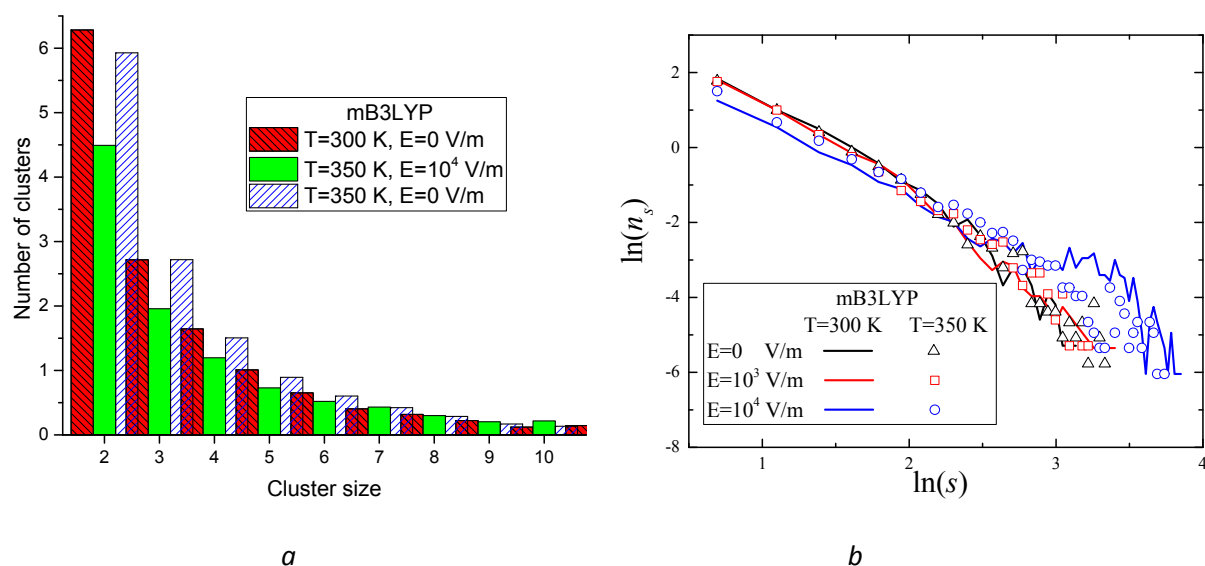 Number of clusters
6
5
4
3
2
1
0
mB3LYP
T=300 K, E=0 V/m
T=350 K, E=10⁴ V/m
T=350 K, E=0 V/m
2 3 4 5 6 7 8 9 10
Cluster size
a
ln(nₛ)
2
0
-2
-4
-6
-8
mB3LYP
T=300 K T=350 K
E=0 V/m
E=10³ V/m
E=10⁴ V/m
1 2 3 4
ln(s)
b